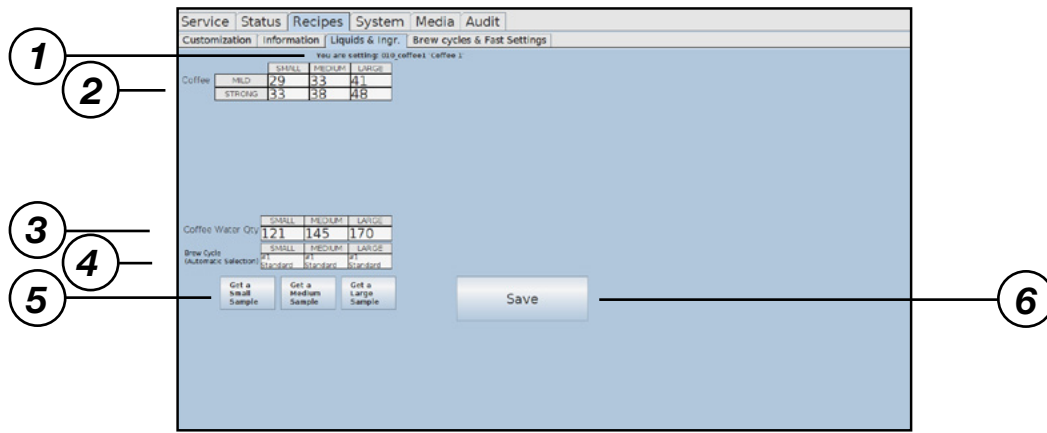 Service Status Recipes System Media Audit
Customization Information Liquids & Ingr. Brew cycles & Fast Settings
1
You are setting: 010_coffee1 'Coffee 1'
SMALL MEDIUM LARGE
Coffee MILD 29 33 41
2
STRONG 33 38 48
SMALL MEDIUM LARGE
3
Coffee Water Qty 121 145 170
SMALL MEDIUM LARGE
4
Brew Cycle #1 #1 #1
(Automatic Selection) Standard Standard Standard
5
Get a Small Sample
Get a Medium Sample
Get a Large Sample
Save
6